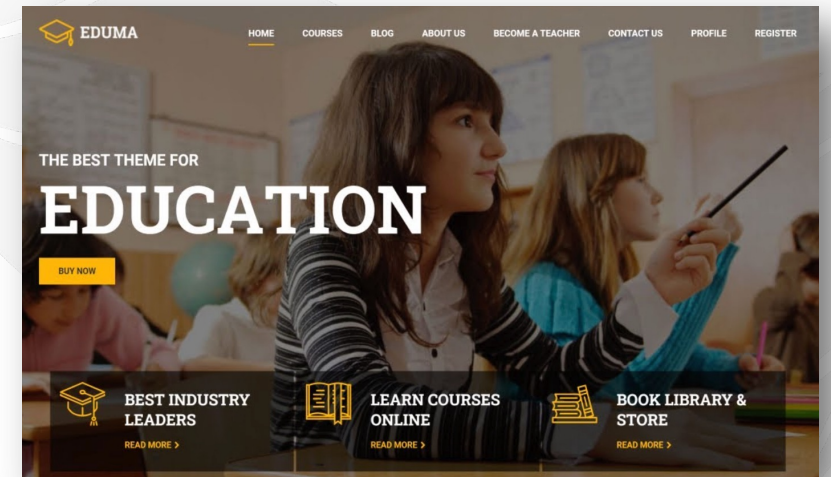 EDUMA
HOME COURSES BLOG ABOUT US BECOME A TEACHER CONTACT US PROFILE REGISTER
THE BEST THEME FOR
EDUCATION
BUY NOW
BEST INDUSTRY
LEADERS
READ MORE >
LEARN COURSES
ONLINE
READ MORE >
BOOK LIBRARY &
STORE
READ MORE >